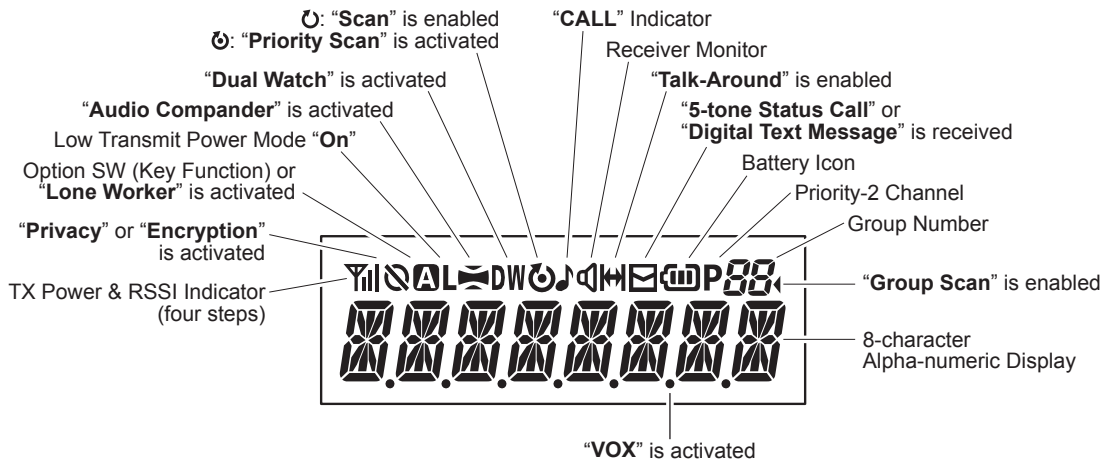 ↻: “Scan” is enabled
“CALL” Indicator
“Priority Scan” is activated
Receiver Monitor
“Dual Watch” is activated
“Talk-Around” is enabled
“Audio Compander” is activated
“5-tone Status Call” or
“Digital Text Message” is received
Low Transmit Power Mode “On”
Battery Icon
Option SW (Key Function) or
“Lone Worker” is activated
Priority-2 Channel
Group Number
“Privacy” or “Encryption”
is activated
A L DW P 88
TX Power & RSSI Indicator
(four steps)
“Group Scan” is enabled
8-character
Alpha-numeric Display
“VOX” is activated